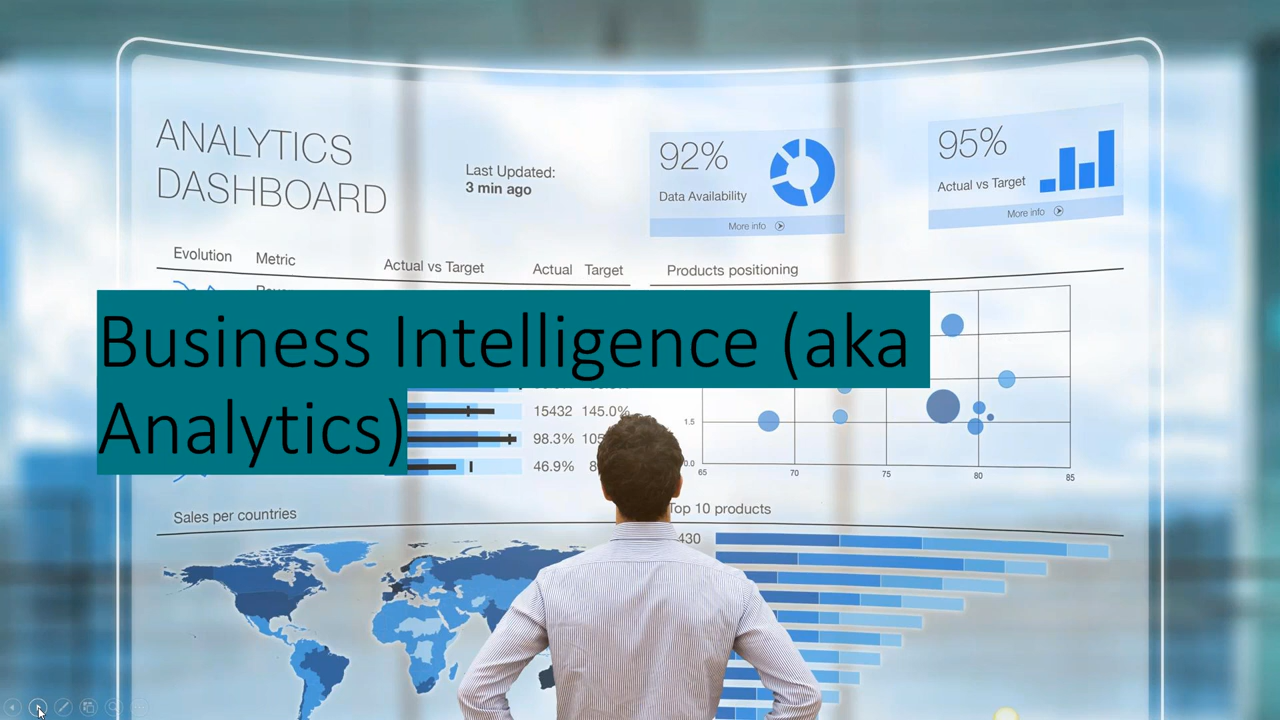 ANALYTICS
DASHBOARD
Last Updated:
3 min ago
92%
Data Availability
More info
95%
Actual vs Target
More info
Evolution Metric Actual vs Target Actual Target
Products positioning
Business Intelligence (aka
Analytics)
15432 145.0%
98.3%
46.9%
1.5
0.0
65 70 75 80 85
Sales per countries
Top 10 products
430